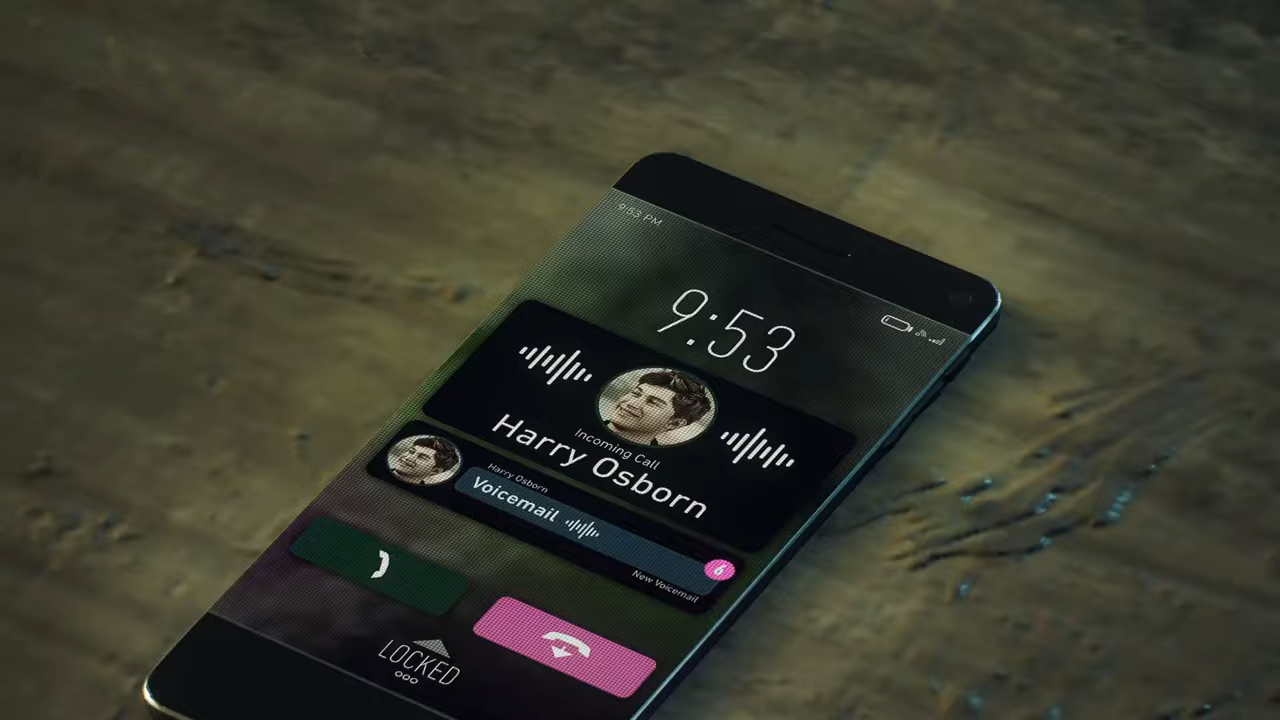 9:53 PM
9:53
Incoming Call
Harry Osborn
Harry Osborn
Voicemail
6
New Voicemail
LOCKED